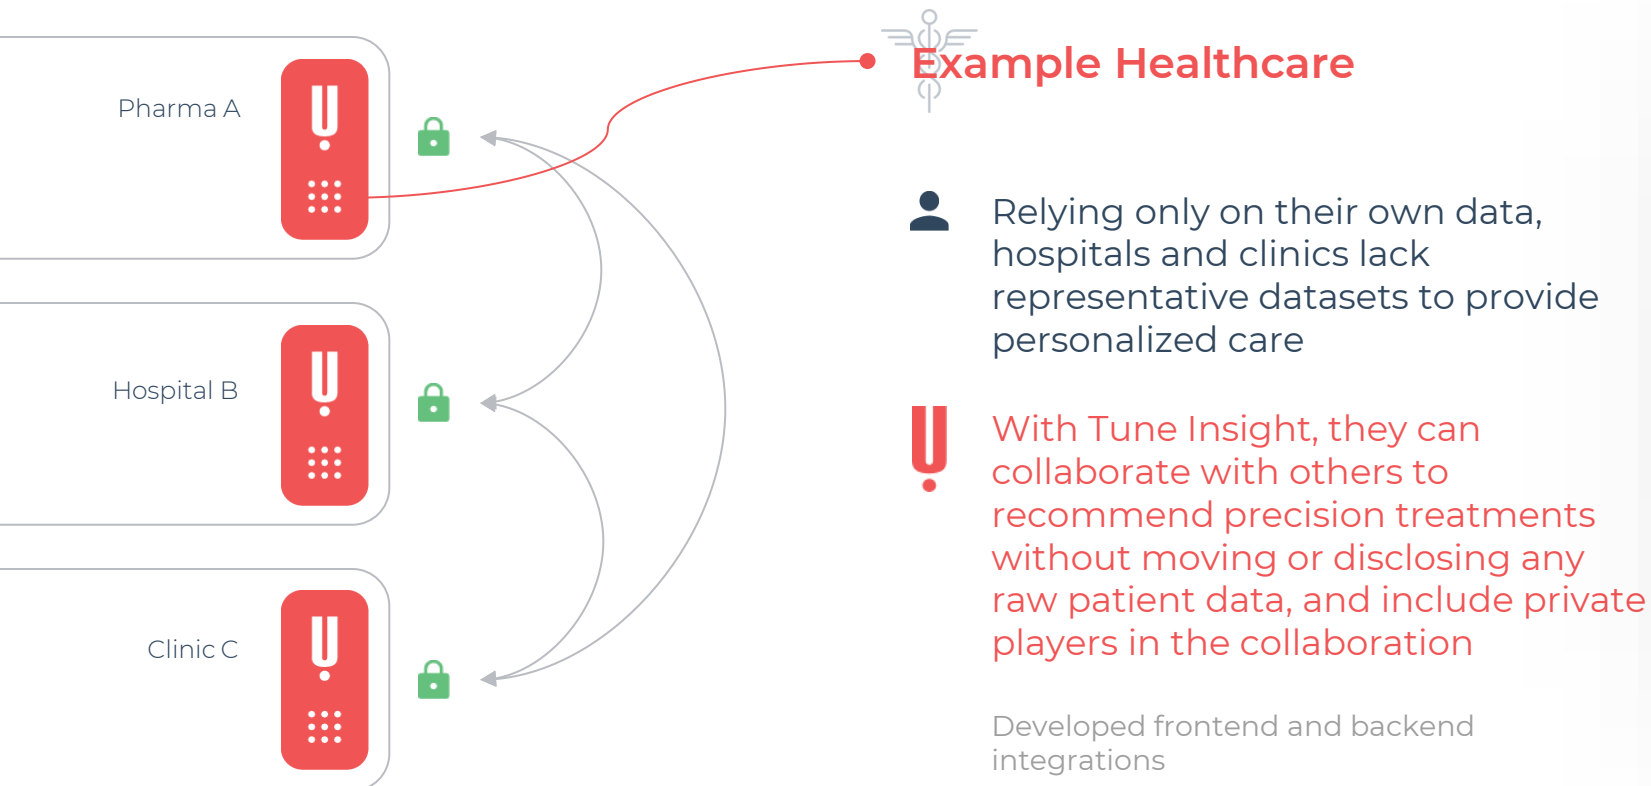 Example Healthcare
Pharma A
Relying only on their own data,
hospitals and clinics lack
representative datasets to provide
personalized care
Hospital B
With Tune Insight, they can
collaborate with others to
recommend precision treatments
without moving or disclosing any
raw patient data, and include private
players in the collaboration
Clinic C
Developed frontend and backend
integrations